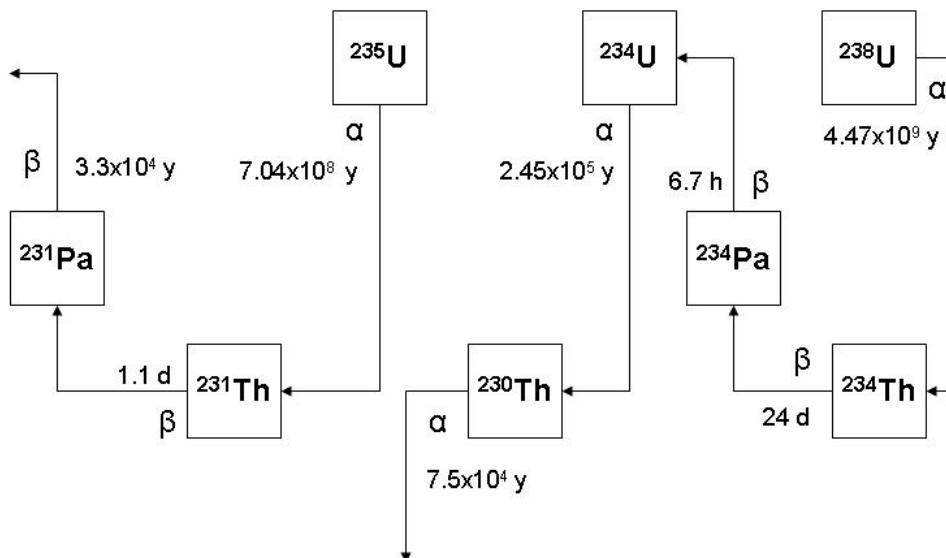 ²³⁵U
²³⁴U
²³⁸U
α
α
α
β
3.3x10⁴ y
7.04x10⁸ y
2.45x10⁵ y
6.7 h
β
4.47x10⁹ y
²³¹Pa
²³⁴Pa
1.1 d
β
²³¹Th
α
²³⁰Th
β
24 d
²³⁴Th
7.5x10⁴ y